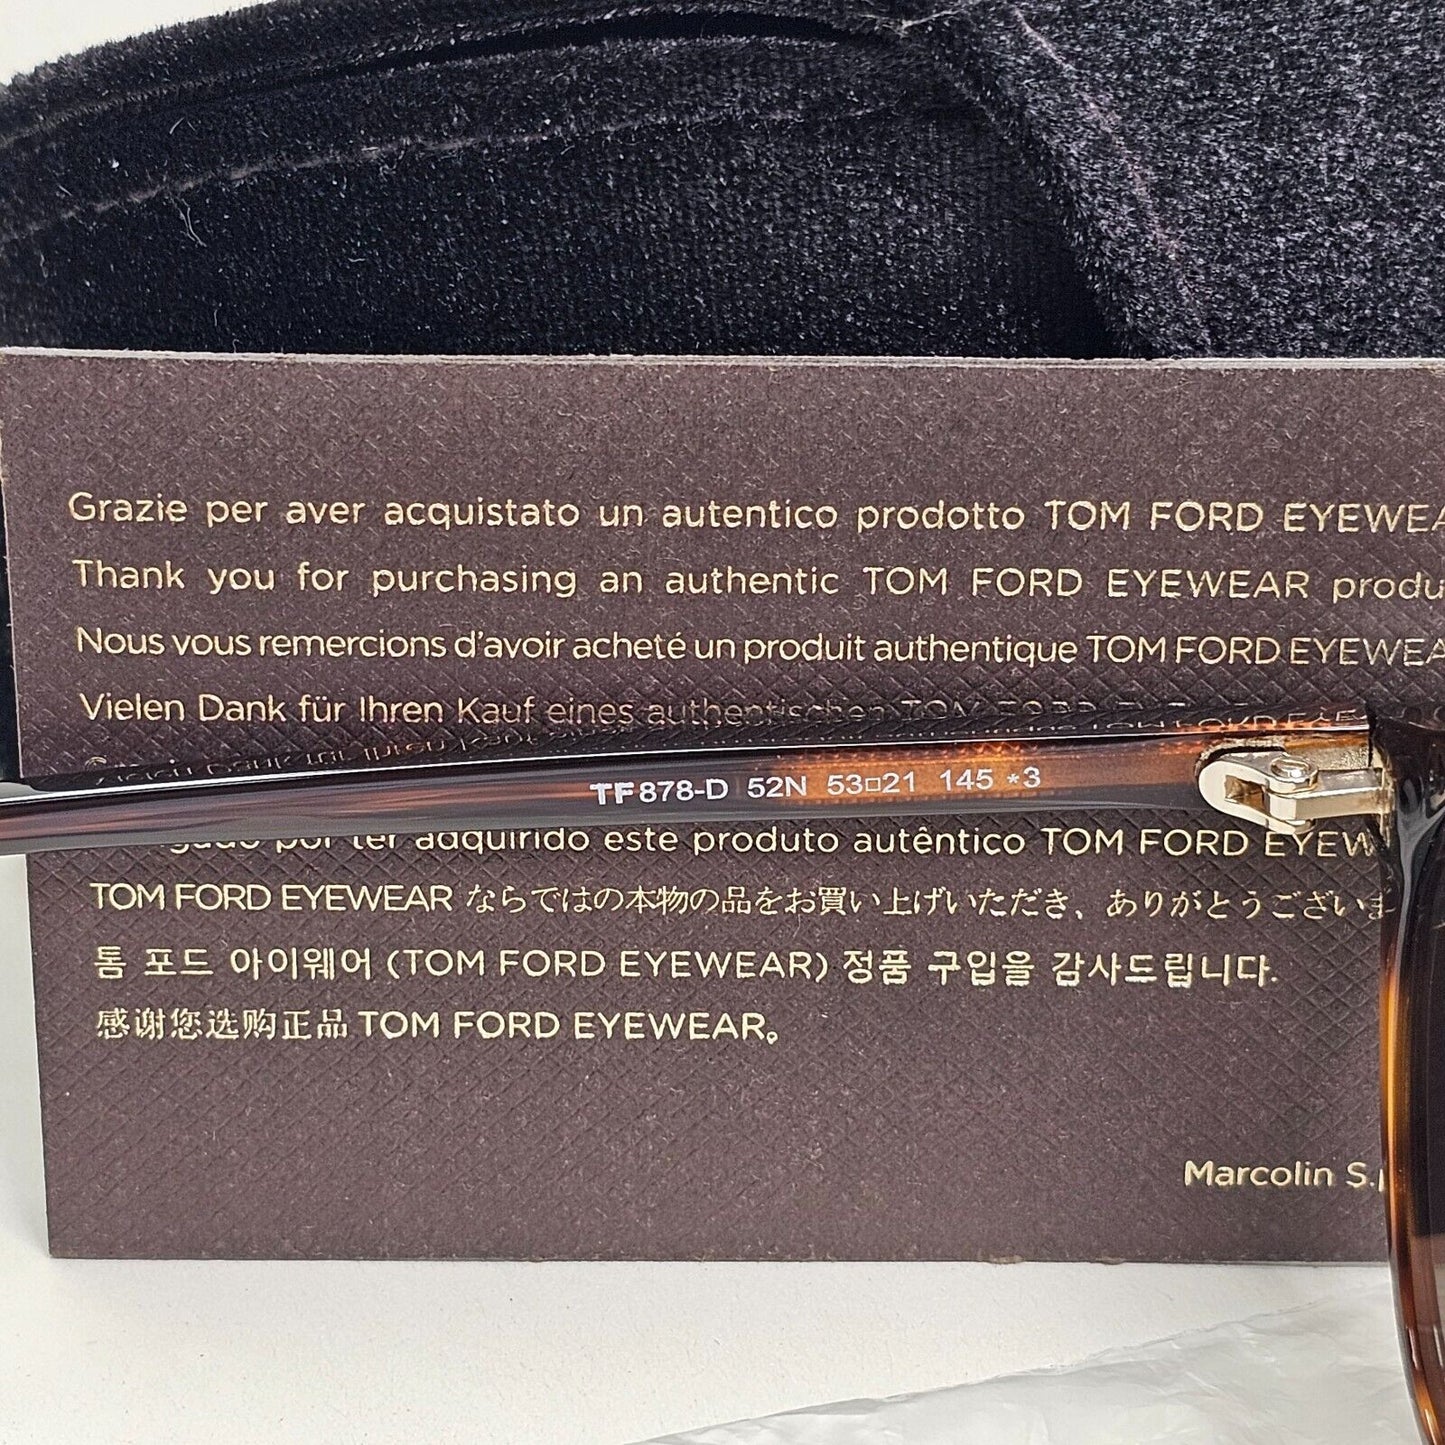 Grazie per aver acquistato un autentico prodotto TOM FORD EYEWEA
Thank you for purchasing an authentic TOM FORD EYEWEAR produ
Nous vous remercions d'avoir acheté un produit authentique TOM FORD EYEWEA
Vielen Dank für Ihren Kauf eines authentischen TOM FORD
TF878-D 52N 53□21 145 *3
por ter adquirido este produto autêntico TOM FORD EYEW
TOM FORD EYEWEAR ならではの本物の品をお買い上げいただき、ありがとうございま
톰 포드 아이웨어 (TOM FORD EYEWEAR) 정품 구입을 감사드립니다.
感谢您选购正品 TOM FORD EYEWEAR。
Marcolin S.p